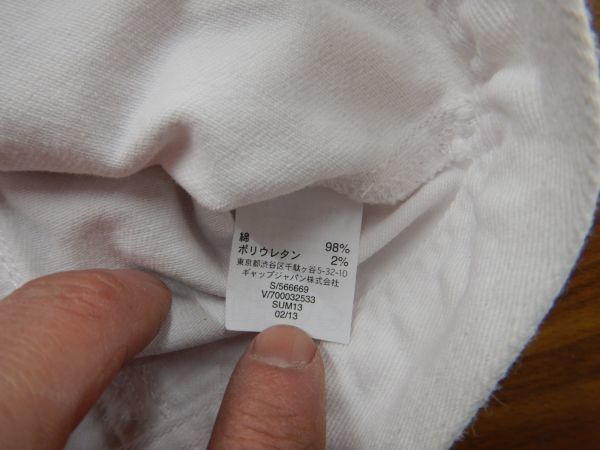 綿 98%
ポリウレタン 2%
東京都渋谷区千駄ヶ谷5-32-10
ギャップジャパン株式会社
S/566669
V/700032533
SUM13
02/13